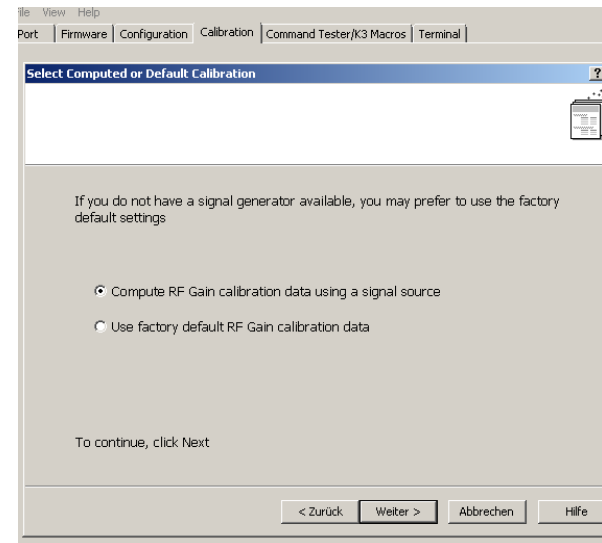 File View Help
Port Firmware Configuration Calibration Command Tester/K3 Macros Terminal
Select Computed or Default Calibration ?
If you do not have a signal generator available, you may prefer to use the factory
default settings
Compute RF Gain calibration data using a signal source
Use factory default RF Gain calibration data
To continue, click Next
< Zurück Weiter > Abbrechen Hilfe